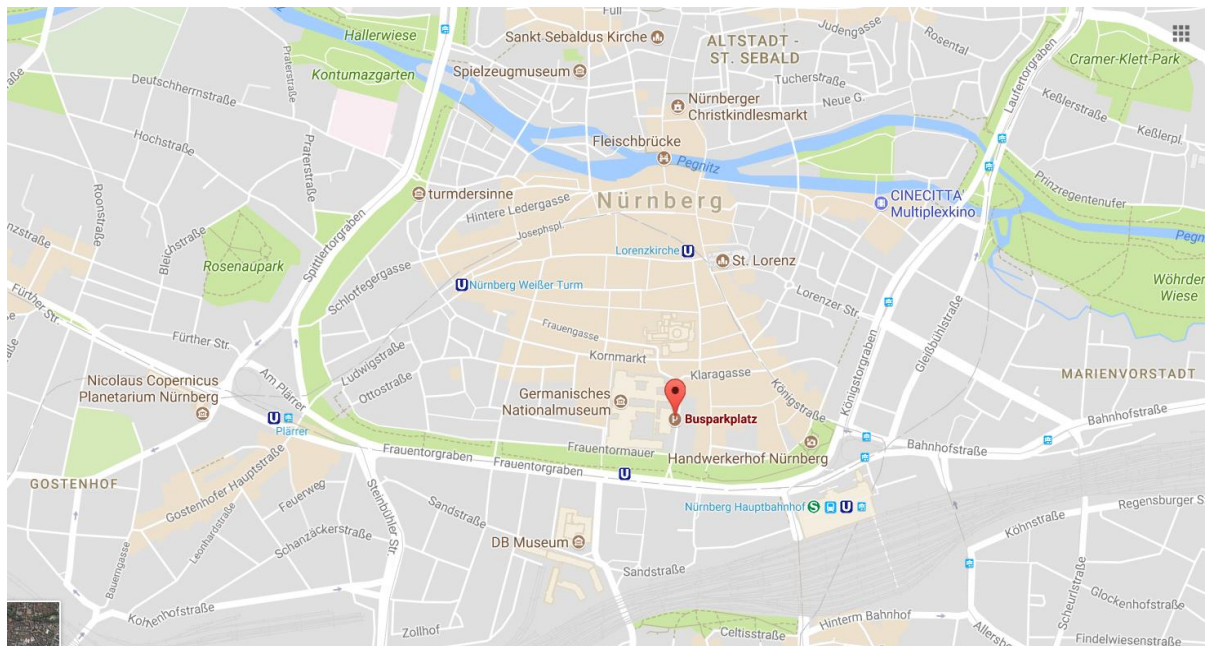 Füll
Judengasse
Hallerwiese
Sankt Sebaldus Kirche
ALTSTADT -
ST. SEBALD
Rosental
Laufertorgraben
Cramer-Klett-Park
Kontumazgarten
Praterstraße
Spielzeugmuseum
Tucherstraße
Deutschherrnstraße
Nürnberger
Christkindlesmarkt
Neue G.
Keßlerstraße
Keßlerpl.
Hochstraße
Praterstraße
Fleischbrücke
Pegnitz
Prinzregentenufer
Roonstraße
turmdersinne
Hintere Ledergasse
Nürnberg
CINECITTA'
Multiplexkino
Bleichstraße
Spittlertorgraben
Josephspl.
Pegn
nzstraße
Rosenaupark
Schlotfegergasse
Lorenzkirche U
St. Lorenz
Wöhrder
Wiese
U Nürnberg Weißer Turm
Lorenzer Str.
Fürther Str.
Fürther Str.
Frauengasse
Königstorgraben
Gleißbühlstraße
Ludwigstraße
Kornmarkt
Klaragasse
MARIENVORSTADT
Am Plärrer
Ottostraße
Nicolaus Copernicus
Planetarium Nürnberg
Germanisches
Nationalmuseum
Königstraße
U
Plärrer
Busparkplatz
Bahnhofstraße
Frauentormauer
Bahnhofstraße
Frauentorgraben
Frauentorgraben
Handwerkerhof Nürnberg
U
GOSTENHOF
Gostenhofer Hauptstraße
Feuerweg
Steinbühler Str.
Sandstraße
Nürnberg Hauptbahnhof S U
Regensburger S
Leonhardstraße
Schanzäckerstraße
DB Museum
Köhnstraße
Bauerngasse
Sandstraße
Scheurlstraße
Glockenhofstraße
Kohlenhofstraße
Zollhof
Celtisstraße
Hinterm Bahnhof
Allersbe
Findelwiesenstraße